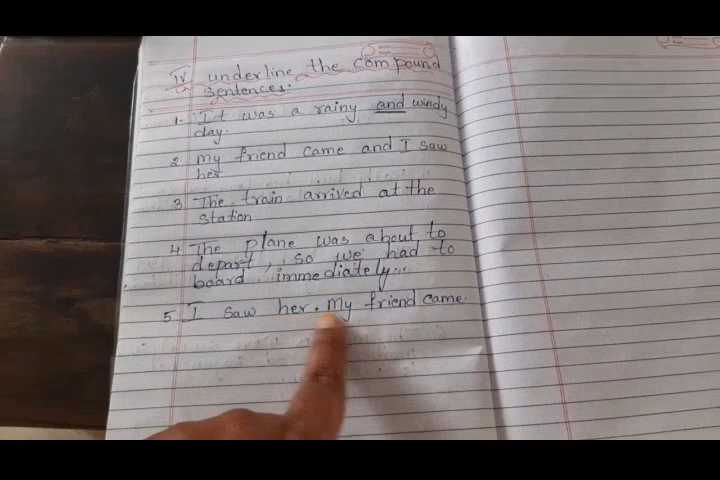 IV underline the compound
sentences.
1. It was a rainy and windy
day.
2 My friend came and I saw
her
3 The train arrived at the
station
4 The plane was about to
depart, so we had to
board immediately...
5 I saw her. My friend came.